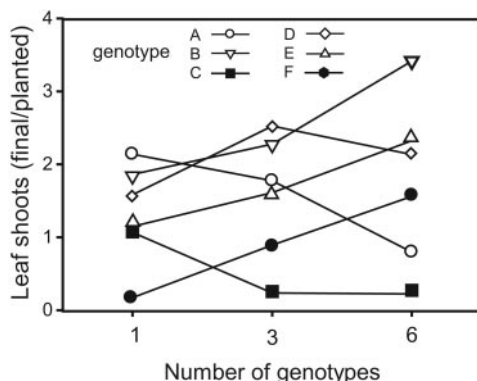 genotype
A
B
C
D
E
F
Leaf shoots (final/planted)
4
3
2
1
0
1
3
6
Number of genotypes